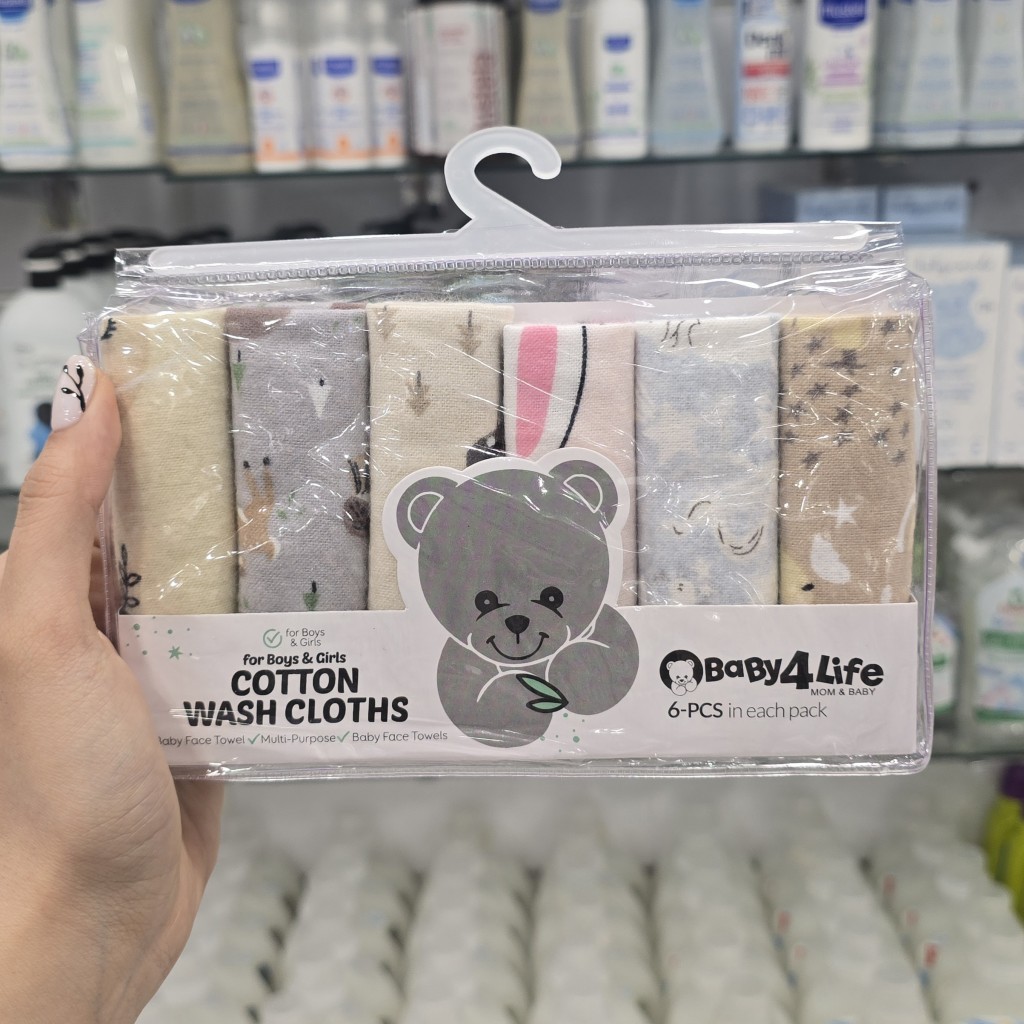 for Boys
& Girls
for Boys & Girls
COTTON
WASH CLOTHS
Baby Face Towel ✓ Multi-Purpose ✓ Baby Face Towels
BaBY4Life
MOM & BABY
6-PCS in each pack